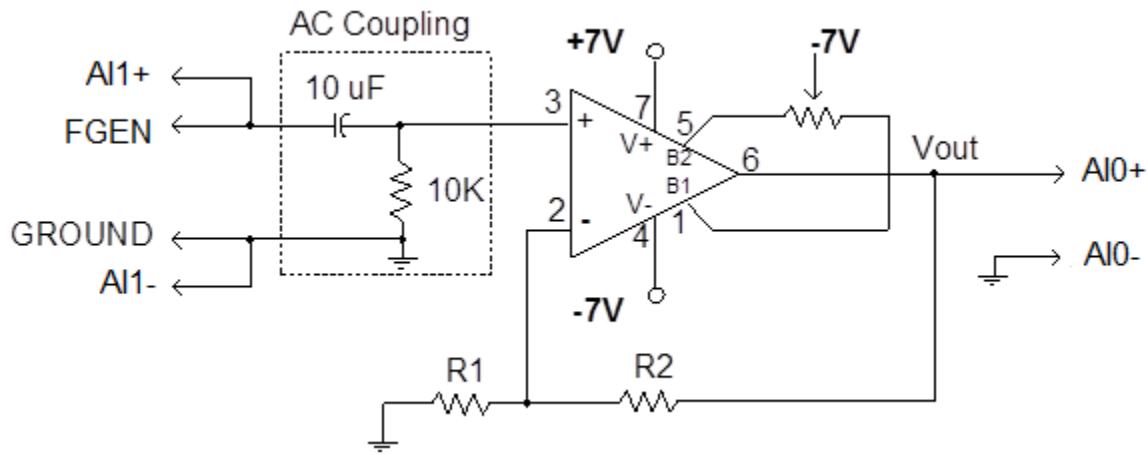 AC Coupling
+7V
-7V
AI1+
10 uF
3
+
7
V+
5
B2
FGEN
6
Vout
AI0+
10K
B1
2
-
V-
4
1
GROUND
AI0-
AI1-
-7V
R1
R2